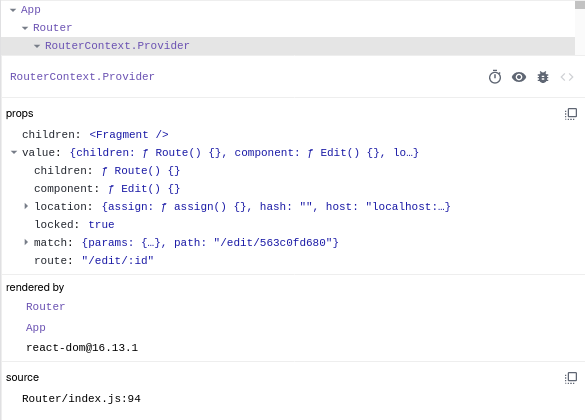 App
Router
RouterContext.Provider
RouterContext.Provider
props
children: <Fragment />
value: {children: ƒ Route() {}, component: ƒ Edit() {}, lo…}
children: ƒ Route() {}
component: ƒ Edit() {}
location: {assign: ƒ assign() {}, hash: "", host: "localhost:…}
locked: true
match: {params: {…}, path: "/edit/563c0fd680"}
route: "/edit/:id"
rendered by
Router
App
react-dom@16.13.1
source
Router/index.js:94